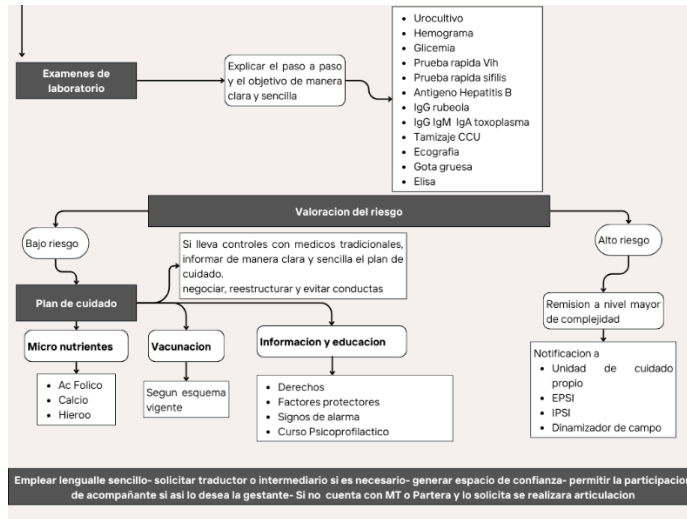 Urocultivo
Hemograma
Glicemia
Prueba rapida Vih
Prueba rapida sifilis
Antigeno Hepatitis B
IgG rubeola
IgG IgM IgA toxoplasma
Tamizaje CCU
Ecografia
Gota gruesa
Elisa
Explicar el paso a paso
y el objetivo de manera
clara y sencilla
Examenes de
laboratorio
Valoracion del riesgo
Bajo riesgo
Si lleva controles con medicos tradicionales,
informar de manera clara y sencilla el plan de
cuidado.
negociar, reestructurar y evitar conductas
Alto riesgo
Plan de cuidado
Remision a nivel mayor
de complejidad
Micro nutrientes
Vacunacion
Informacion y educacion
Ac Folico
Calcio
Hieroo
Segun esquema
vigente
Derechos
Factores protectores
Signos de alarma
Curso Psicoprofilactico
Notificacion a
Unidad de cuidado
propio
EPSI
IPSI
Dinamizador de campo
Emplear lengualle sencillo- solicitar traductor o intermediario si es necesario- generar espacio de confianza- permitir la participacion
de acompañante si asi lo desea la gestante- Si no cuenta con MT o Partera y lo solicita se realizara articulacion